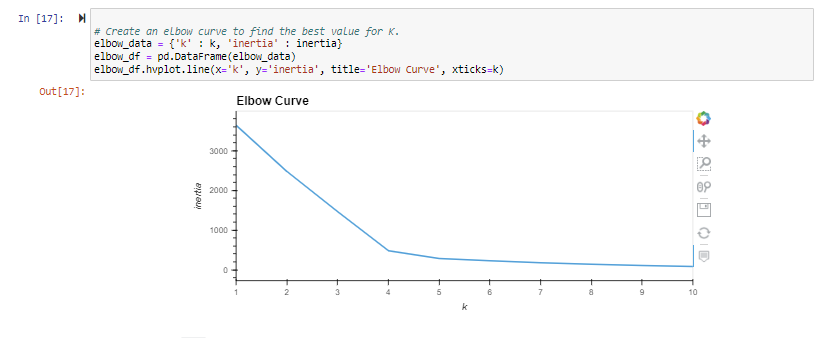 In [17]:
# Create an elbow curve to find the best value for K.
elbow_data = {'k' : k, 'inertia' : inertia}
elbow_df = pd.DataFrame(elbow_data)
elbow_df.hvplot.line(x='k', y='inertia', title='Elbow Curve', xticks=k)
Out[17]:
Elbow Curve
3000
2000
1000
0
inertia
1 2 3 4 5 6 7 8 9 10
k